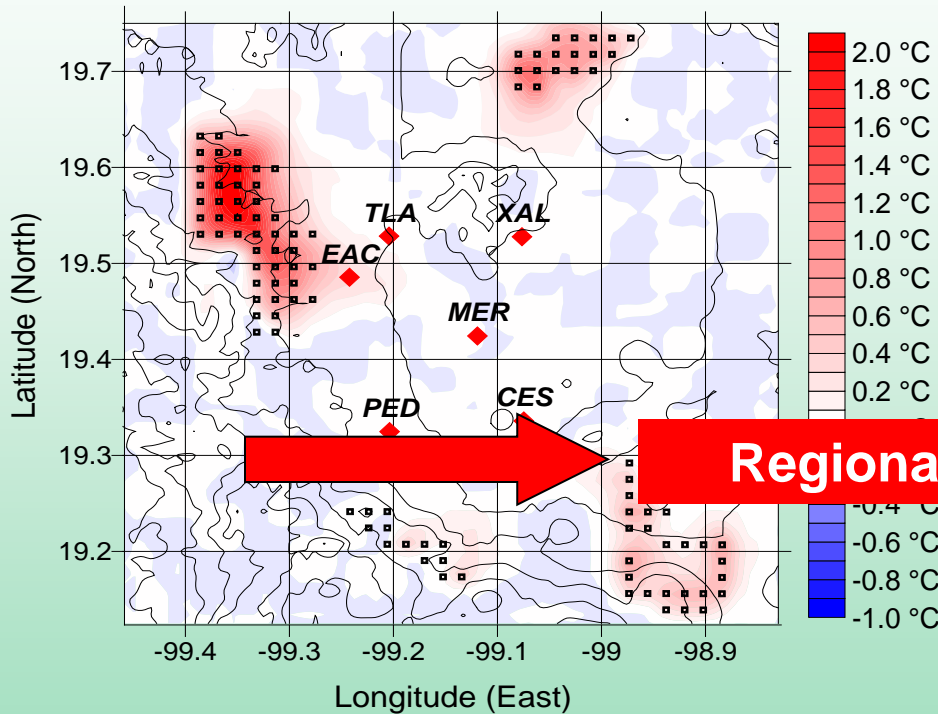 2.0 °C
1.8 °C
1.6 °C
1.4 °C
1.2 °C
1.0 °C
0.8 °C
0.6 °C
0.4 °C
0.2 °C
-0.4 °C
-0.6 °C
-0.8 °C
-1.0 °C
19.7
19.6
19.5
19.4
19.3
19.2
Latitude (North)
TLA
XAL
EAC
MER
PED
CES
Regiona
-99.4
-99.3
-99.2
-99.1
-99
-98.9
Longitude (East)